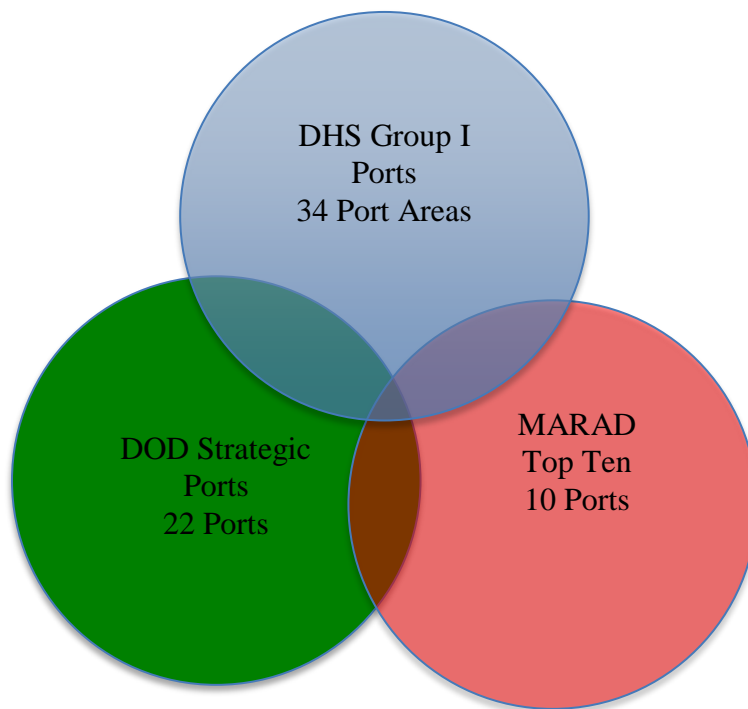 DHS Group I
Ports
34 Port Areas
DOD Strategic
Ports
22 Ports
MARAD
Top Ten
10 Ports